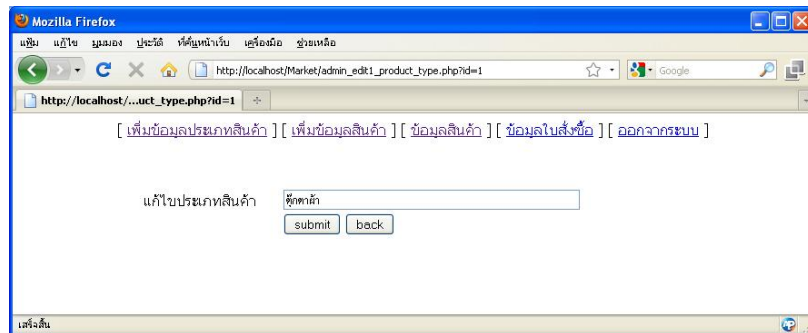 Mozilla Firefox
แฟ้ม แก้ไข มุมมอง ประวัติ ที่คั่นหน้าเว็บ เครื่องมือ ช่วยเหลือ
http://localhost/Market/admin_edit1_product_type.php?id=1 Google
http://localhost/...uct_type.php?id=1
[ เพิ่มข้อมูลประเภทสินค้า ] [ เพิ่มข้อมูลสินค้า ] [ ข้อมูลสินค้า ] [ ข้อมูลใบสั่งซื้อ ] [ ออกจากระบบ ]
แก้ไขประเภทสินค้า ตุ๊กตาผ้า
submit back
เสร็จสิ้น